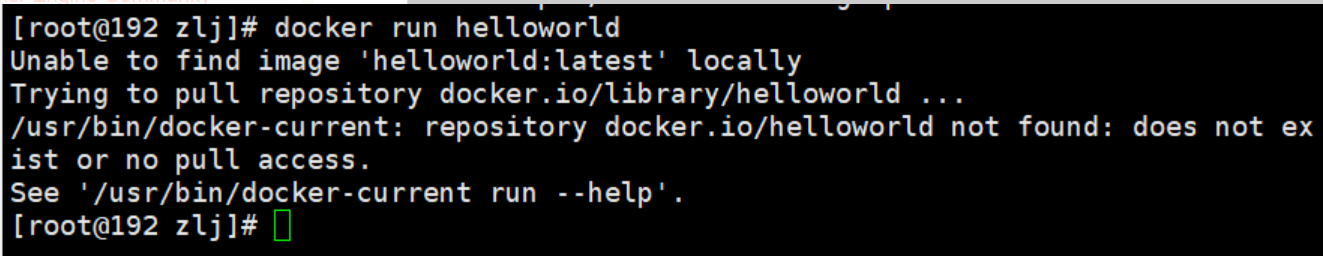 [root@192 zlj]# docker run helloworld
Unable to find image 'helloworld:latest' locally
Trying to pull repository docker.io/library/helloworld ...
/usr/bin/docker-current: repository docker.io/helloworld not found: does not ex
ist or no pull access.
See '/usr/bin/docker-current run --help'.
[root@192 zlj]#